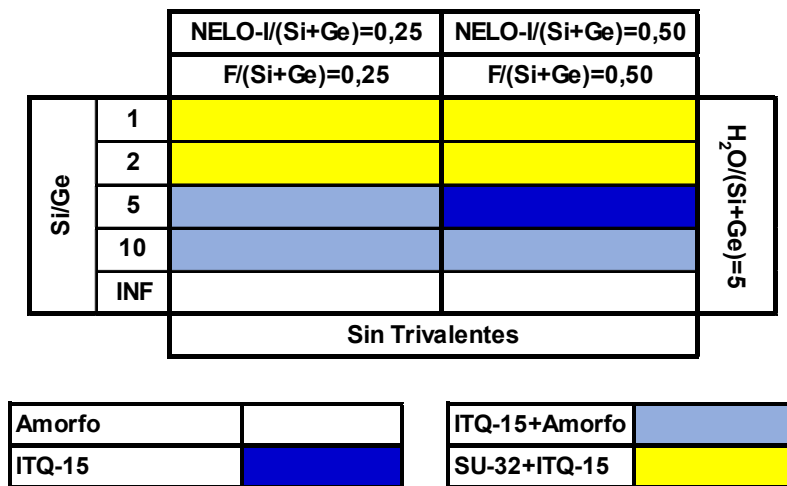 NELO-I/(Si+Ge)=0,25 NELO-I/(Si+Ge)=0,50
F/(Si+Ge)=0,25 F/(Si+Ge)=0,50
Si/Ge
1
2
5
10
INF
H₂O/(Si+Ge)=5
Sin Trivalentes
Amorfo ITQ-15+Amorfo
ITQ-15 SU-32+ITQ-15